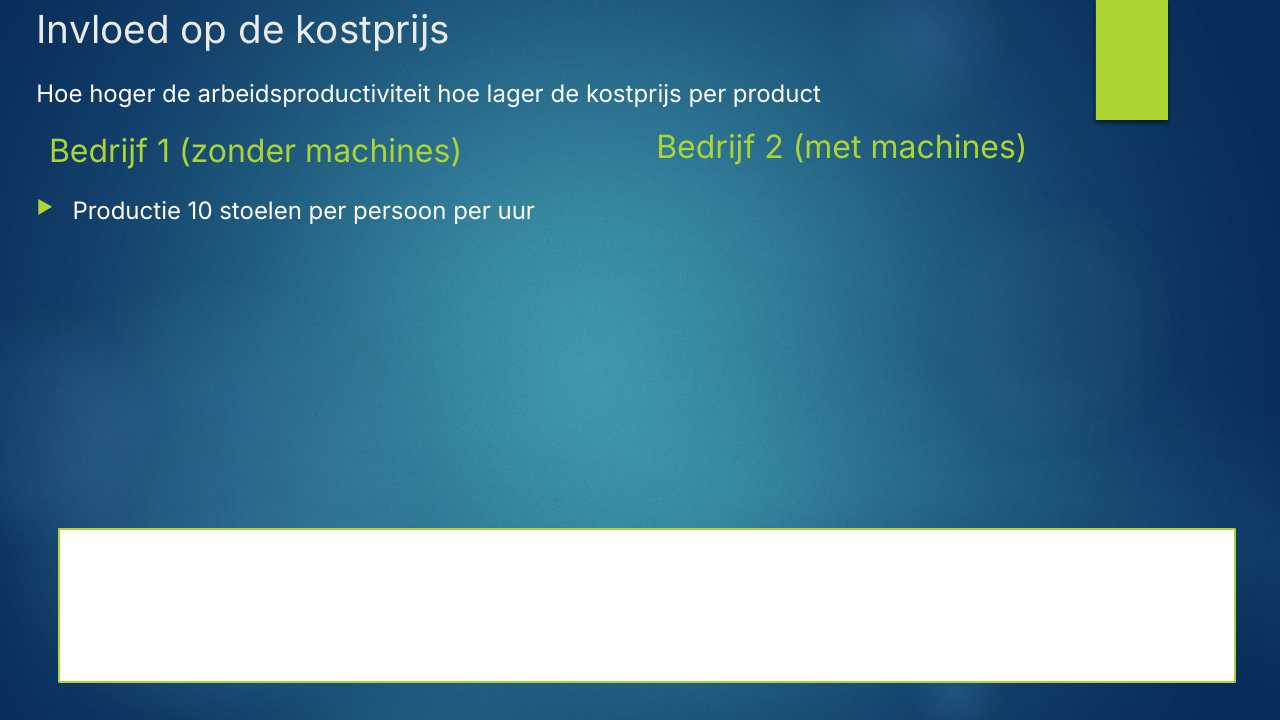 Invloed op de kostprijs
Hoe hoger de arbeidsproductiviteit hoe lager de kostprijs per product
Bedrijf 1 (zonder machines)
Productie 10 stoelen per persoon per uur
Bedrijf 2 (met machines)